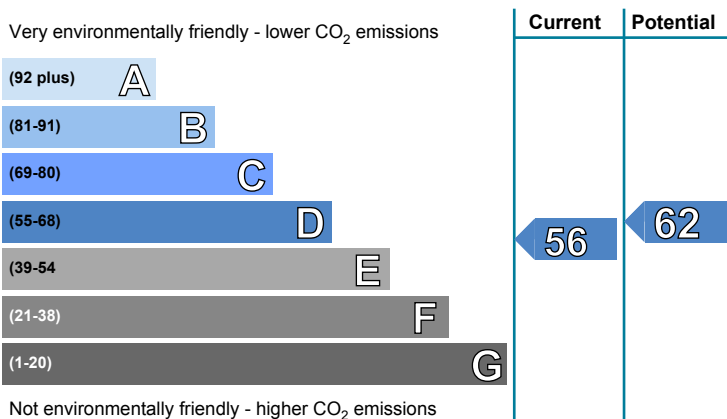 Current Potential
Very environmentally friendly - lower CO2 emissions
(92 plus) A
(81-91) B
(69-80) C
(55-68) D
56 62
(39-54 E
(21-38) F
(1-20) G
Not environmentally friendly - higher CO2 emissions